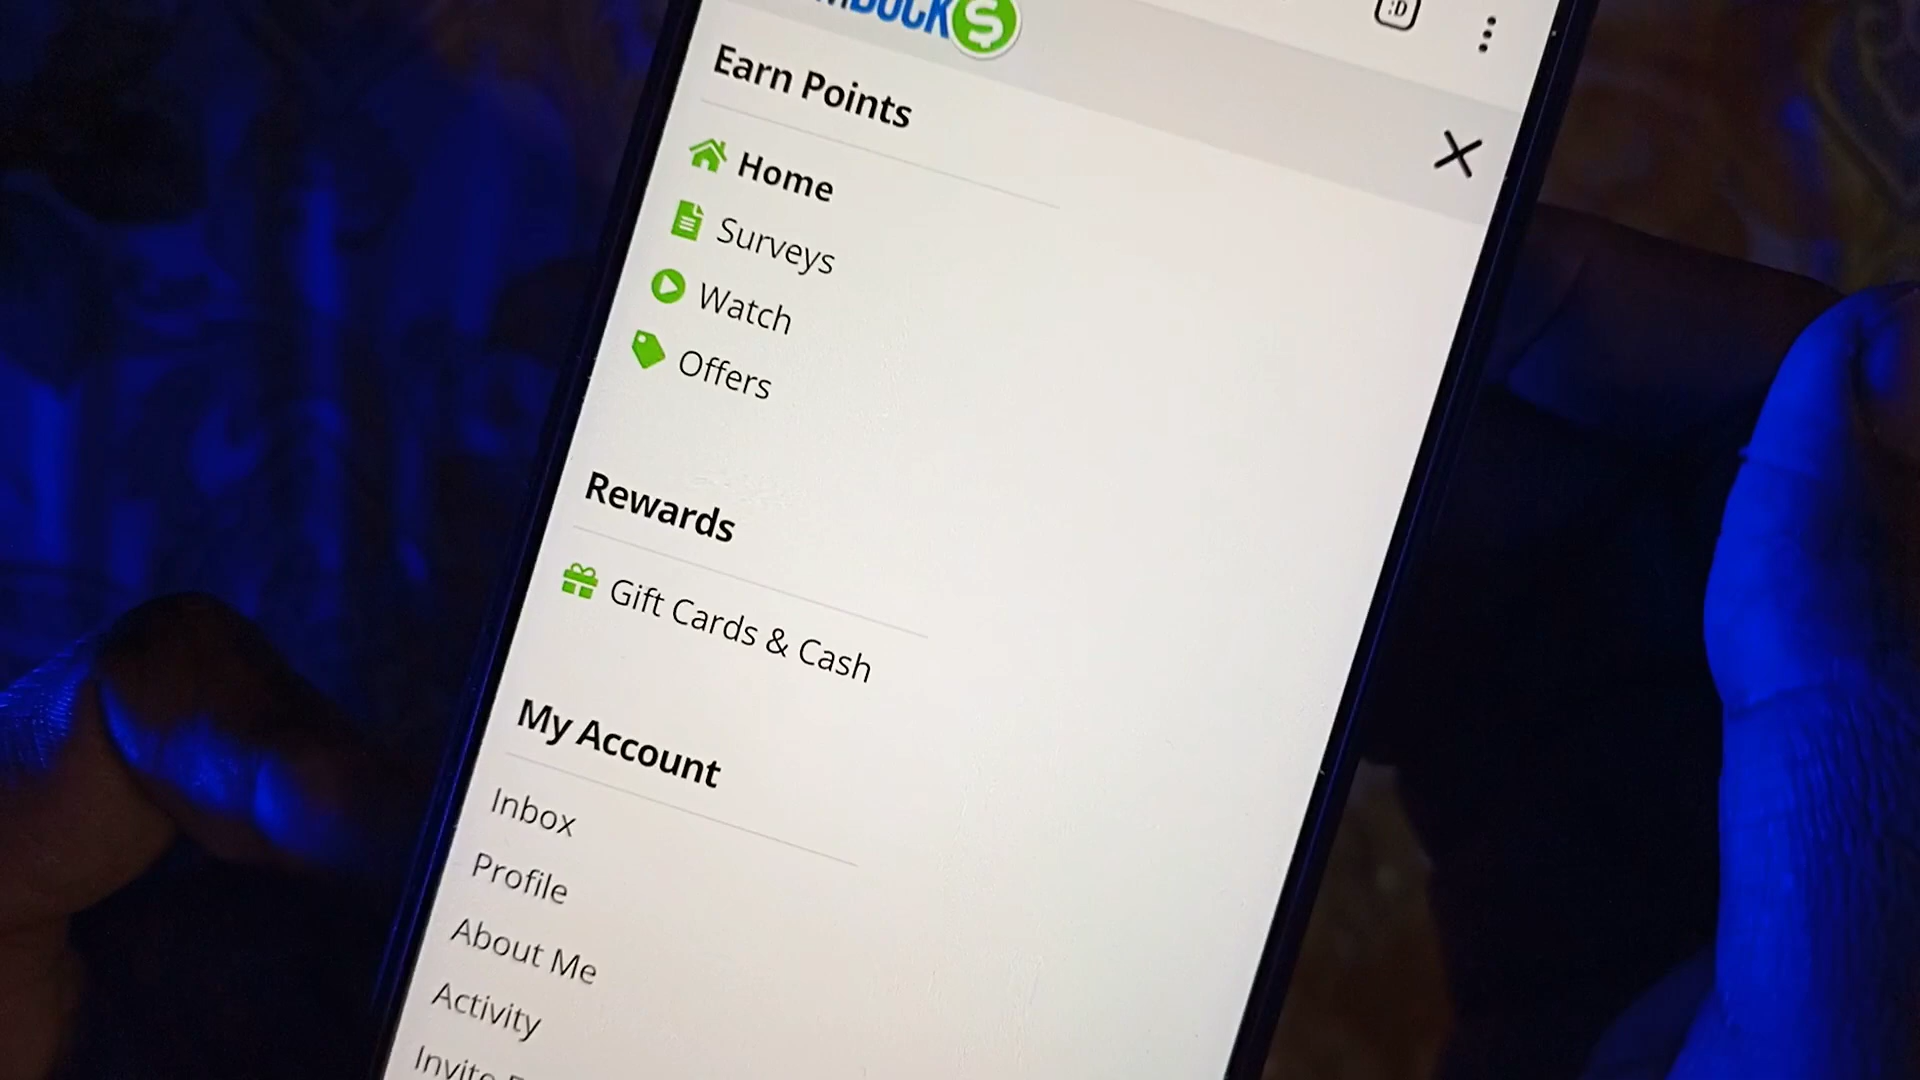 :D
Earn Points
Home
Surveys
Watch
Offers
Rewards
Gift Cards & Cash
My Account
Inbox
Profile
About Me
Activity